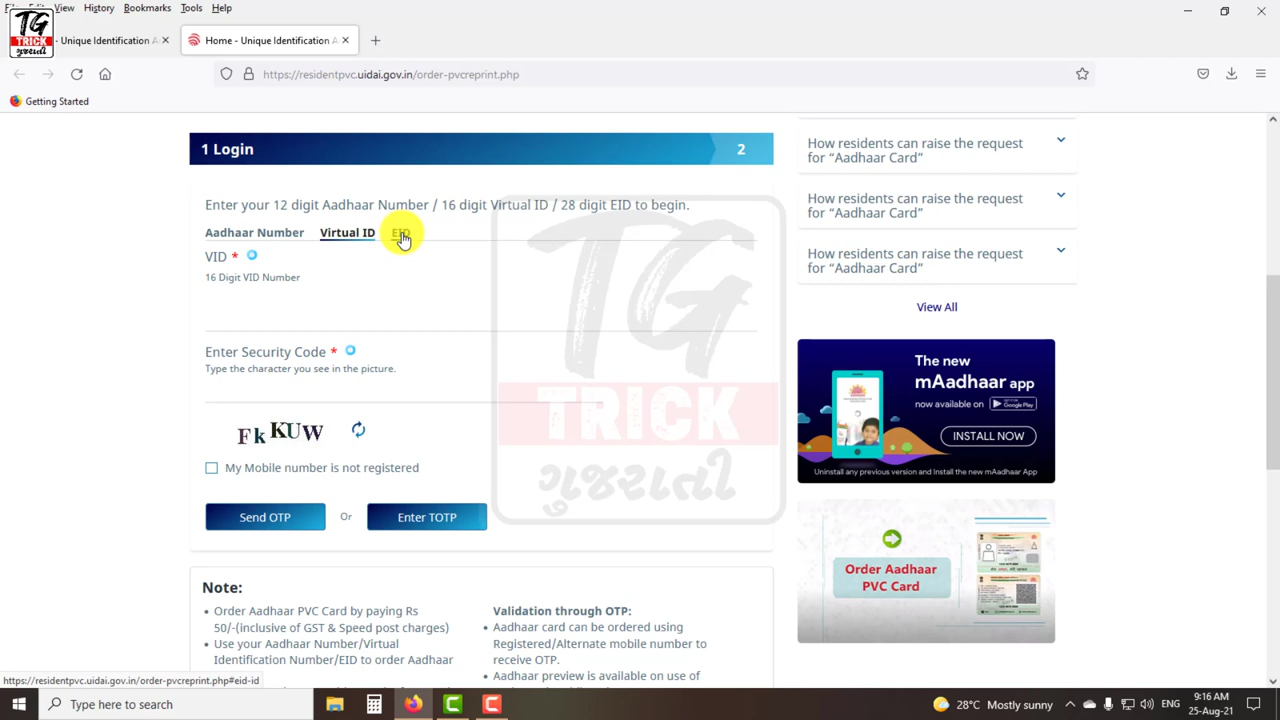 File Edit View History Bookmarks Tools Help
TG
TRICK
ગુજરાતી
- Unique Identification A
Home - Unique Identification A
https://residentpvc.uidai.gov.in/order-pvcreprint.php
Getting Started
1 Login
2
Enter your 12 digit Aadhaar Number / 16 digit Virtual ID / 28 digit EID to begin.
Aadhaar Number Virtual ID EID
VID *
16 Digit VID Number
Enter Security Code *
Type the character you see in the picture.
FkKUW
My Mobile number is not registered
Send OTP Or Enter TOTP
Note:
• Order Aadhaar PVC Card by paying Rs
50/-(inclusive of GST & Speed post charges)
• Use your Aadhaar Number/Virtual
Identification Number/EID to order Aadhaar
Validation through OTP:
• Aadhaar card can be ordered using
Registered/Alternate mobile number to
receive OTP.
• Aadhaar preview is available on use of
How residents can raise the request
for “Aadhaar Card”
How residents can raise the request
for “Aadhaar Card”
How residents can raise the request
for “Aadhaar Card”
View All
The new
mAadhaar app
now available on Google Play
INSTALL NOW
Uninstall any previous version and Install the new mAadhaar App
Order Aadhaar
PVC Card
TG
TRICK
ગુજરાતી
https://residentpvc.uidai.gov.in/order-pvcreprint.php#eid-id
Type here to search
28°C Mostly sunny
ENG
9:16 AM
25-Aug-21